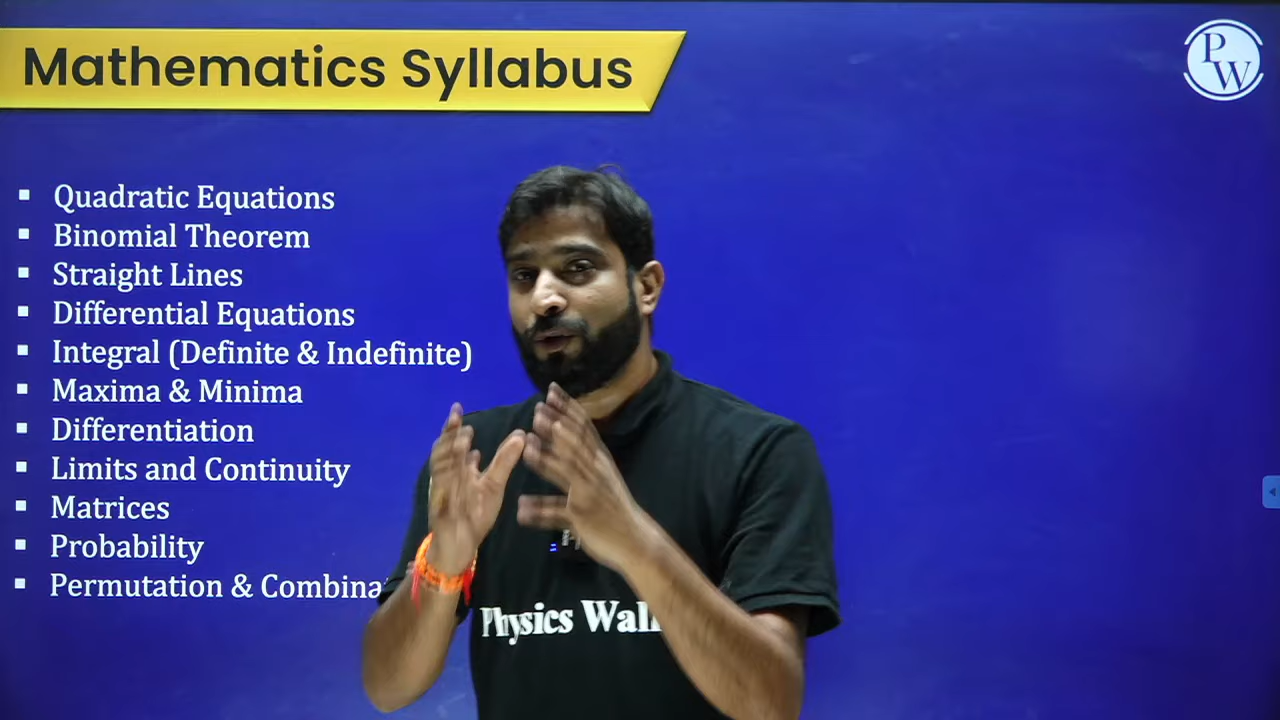 Mathematics Syllabus
PW
▪ Quadratic Equations
▪ Binomial Theorem
▪ Straight Lines
▪ Differential Equations
▪ Integral (Definite & Indefinite)
▪ Maxima & Minima
▪ Differentiation
▪ Limits and Continuity
▪ Matrices
▪ Probability
▪ Permutation & Combina
Physics Wall